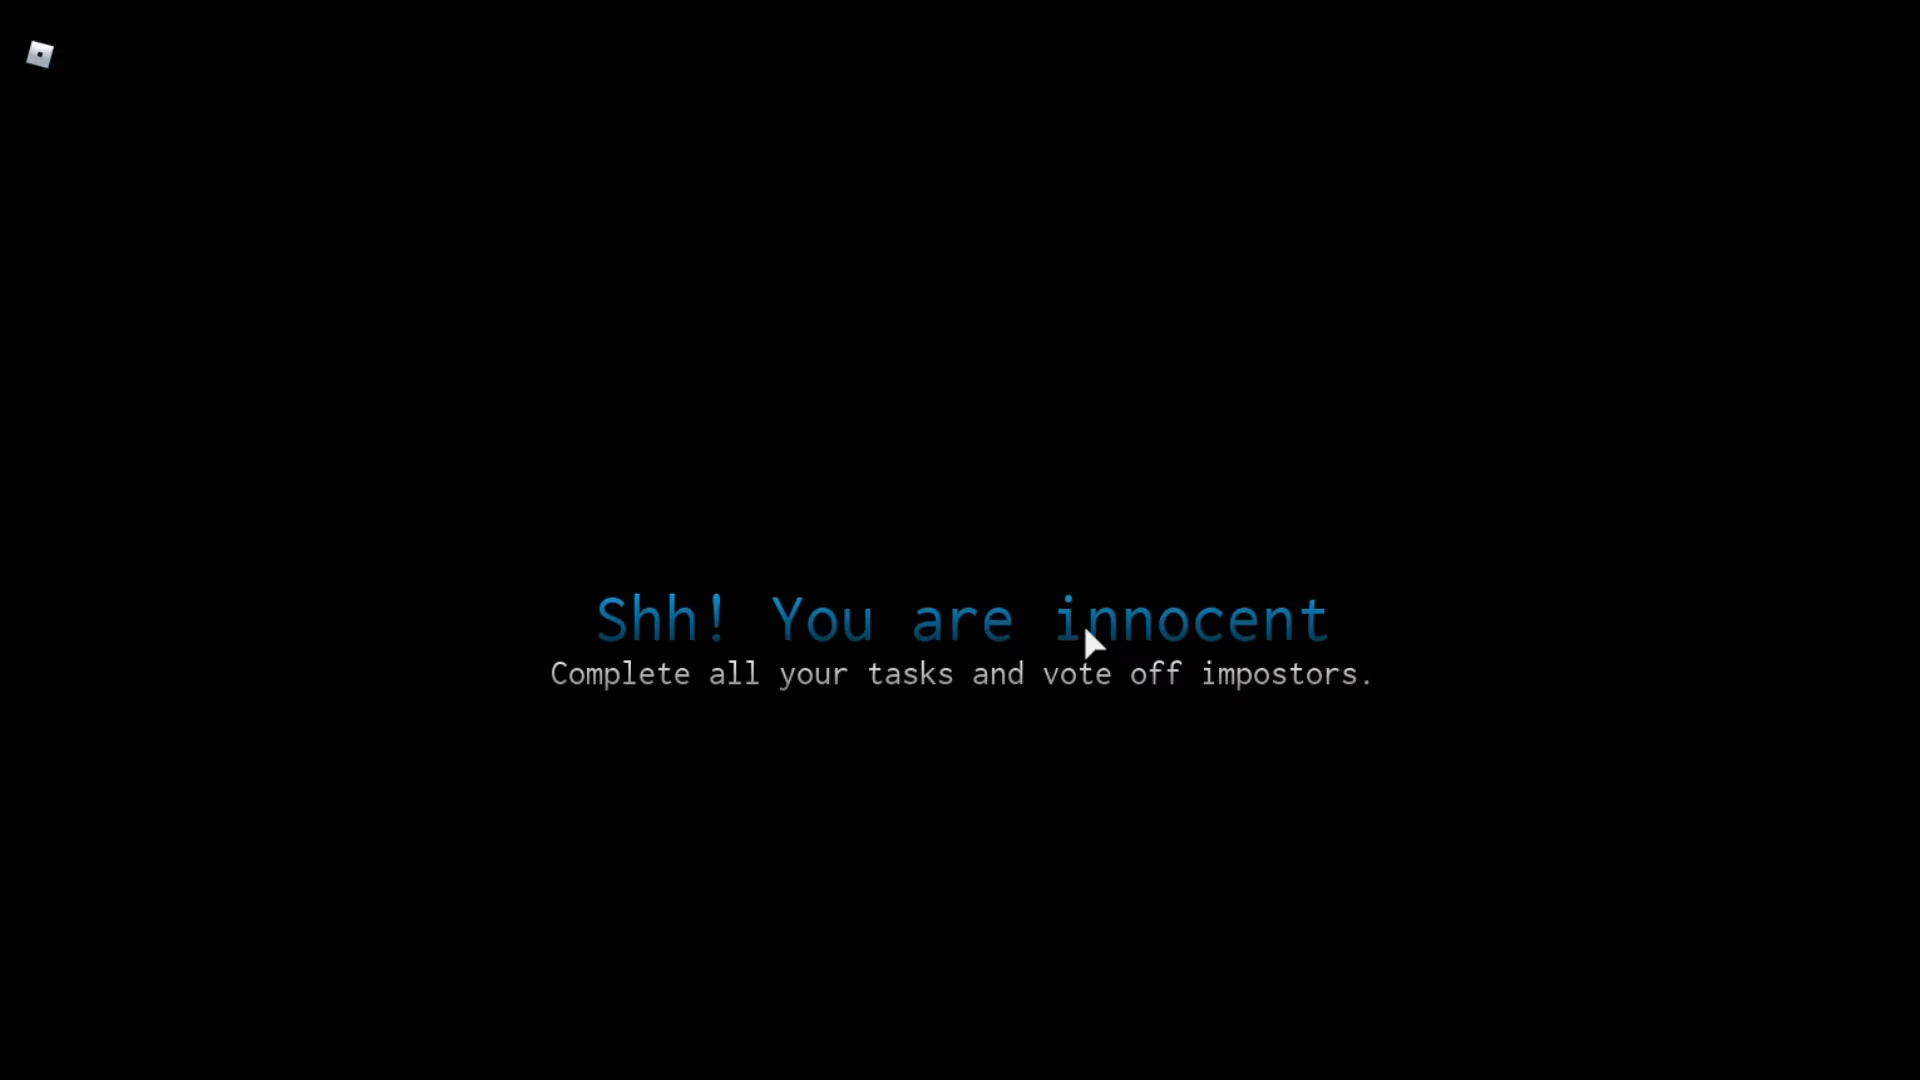 Shh! You are innocent
Complete all your tasks and vote off impostors.